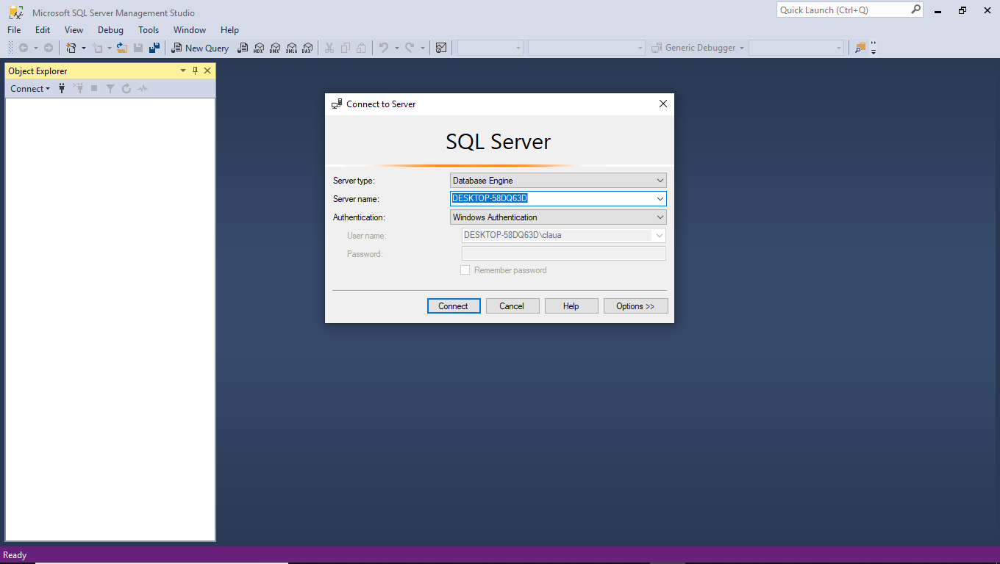 Microsoft SQL Server Management Studio
Quick Launch (Ctrl+Q)
File Edit View Debug Tools Window Help
New Query MDX DMX XMLA DAX Generic Debugger
Object Explorer
Connect
Connect to Server
SQL Server
Server type: Database Engine
Server name: DESKTOP-58DQ63D
Authentication: Windows Authentication
User name: DESKTOP-58DQ63D\claua
Password:
Remember password
Connect Cancel Help Options >>
Ready